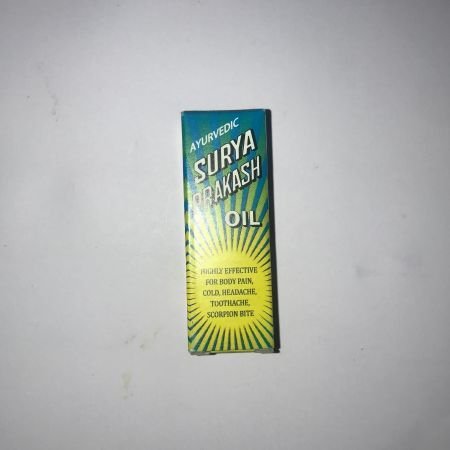 AYURVEDIC
SURYA
PRAKASH
OIL
HIGHLY EFFECTIVE
FOR BODY PAIN,
COLD, HEADACHE,
TOOTHACHE,
SCORPION BITE